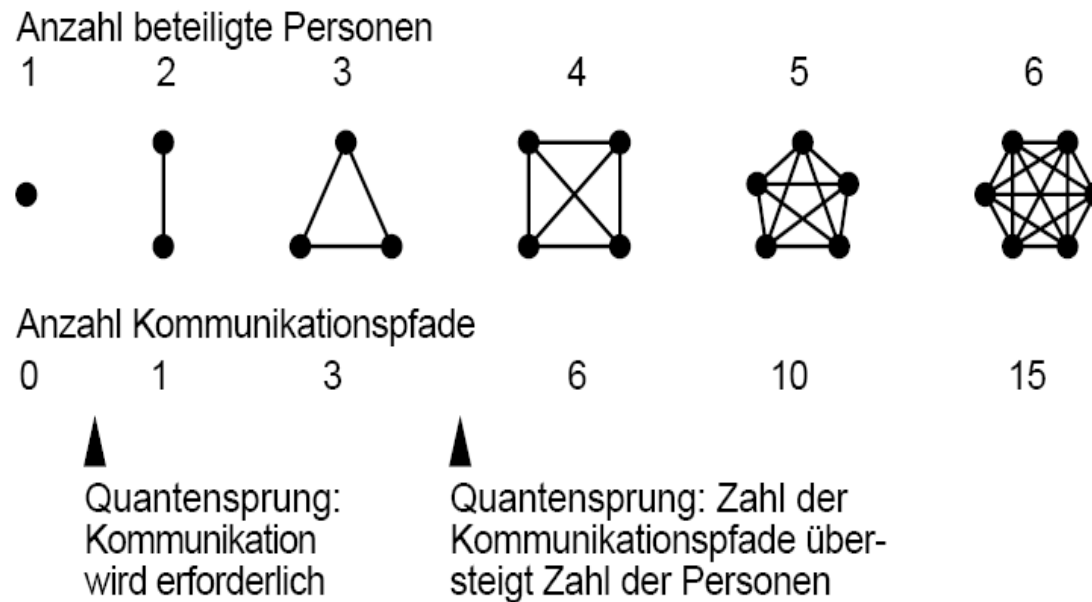 Anzahl beteiligte Personen
1 2 3 4 5 6
Anzahl Kommunikationspfade
0 1 3 6 10 15
Quantensprung:
Kommunikation
wird erforderlich
Quantensprung: Zahl der
Kommunikationspfade über-
steigt Zahl der Personen